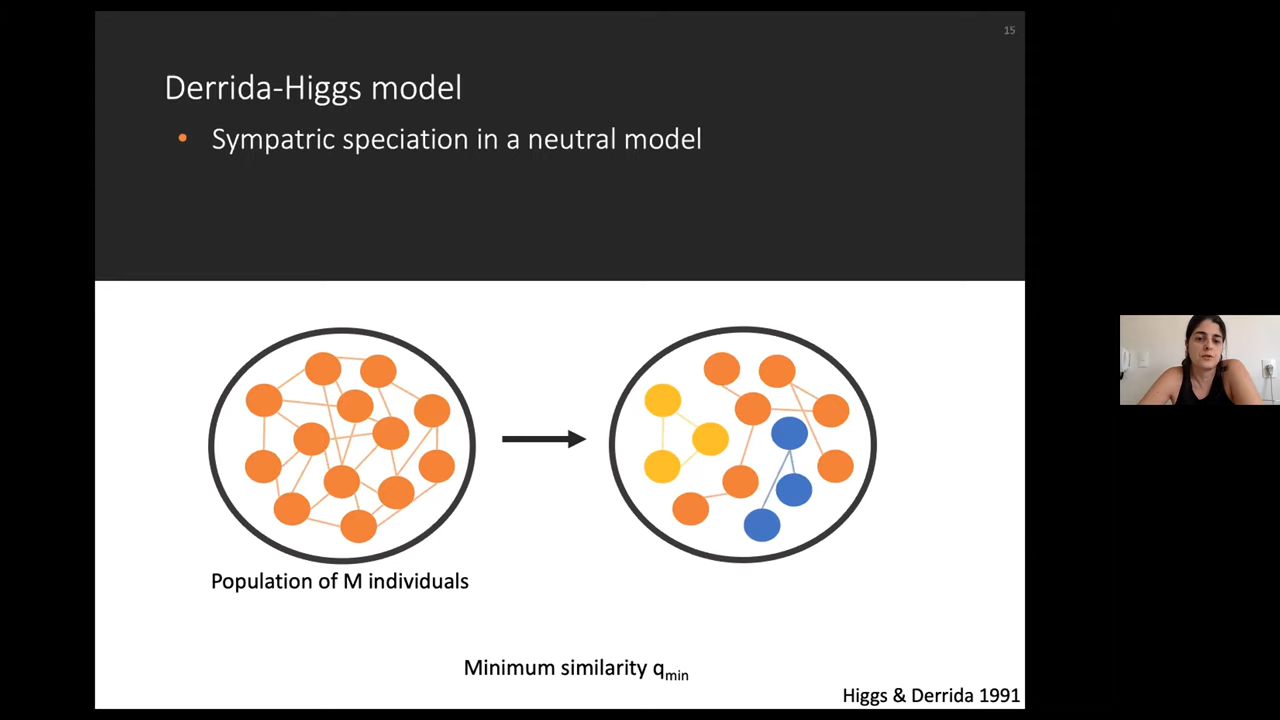 15
Derrida-Higgs model
• Sympatric speciation in a neutral model
Population of M individuals
Minimum similarity qmin
Higgs & Derrida 1991